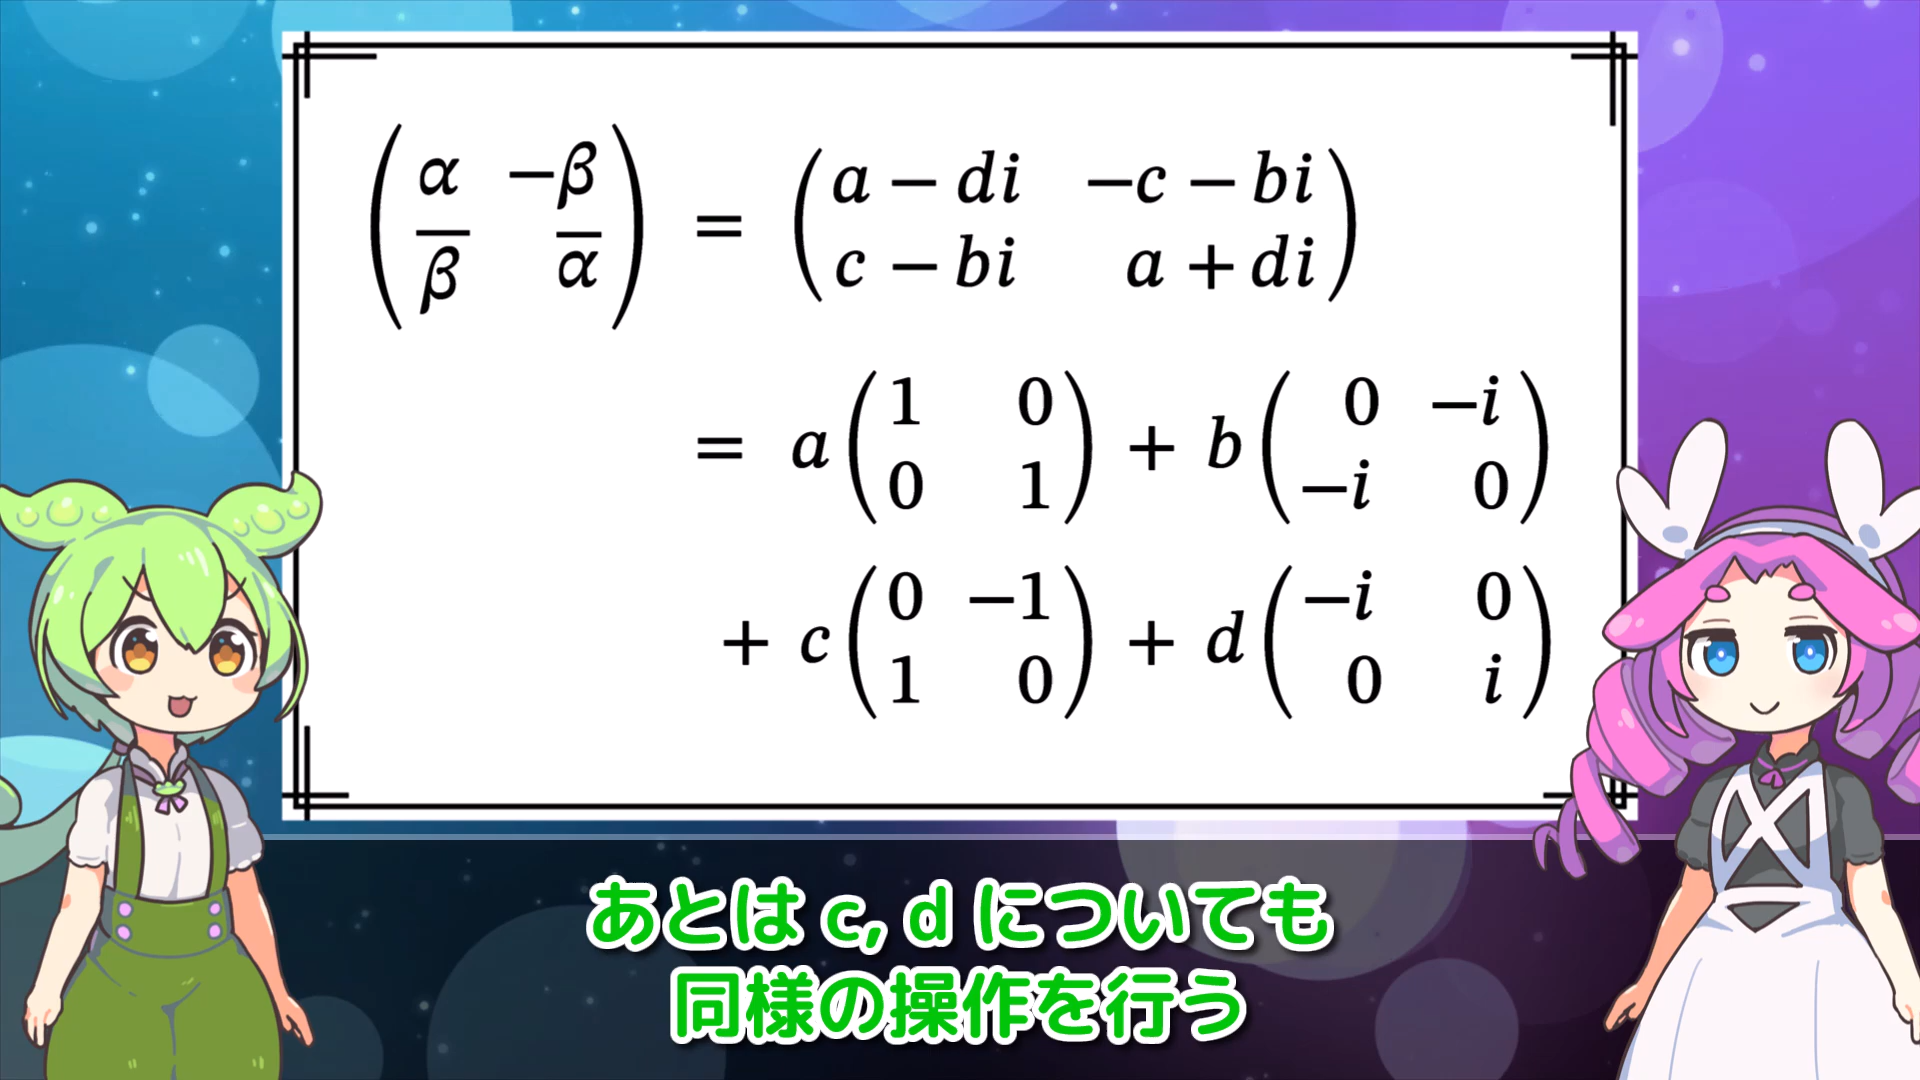 (α −β / β̅ α̅) = (a − di −c − bi / c − bi a + di)
= a(1 0 / 0 1) + b(0 −i / −i 0)
+ c(0 −1 / 1 0) + d(−i 0 / 0 i)
あとは c, d についても
同様の操作を行う